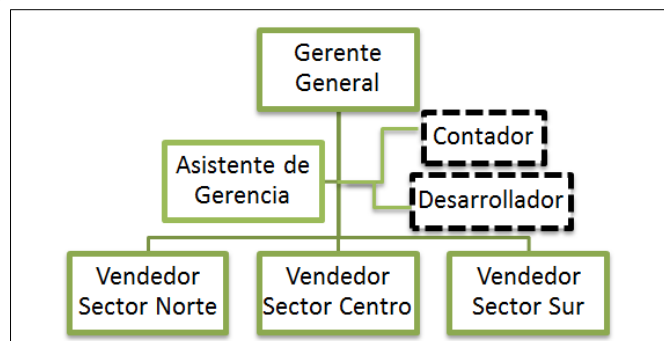 Gerente
General
Contador
Asistente de
Gerencia
Desarrollador
Vendedor
Sector Norte
Vendedor
Sector Centro
Vendedor
Sector Sur